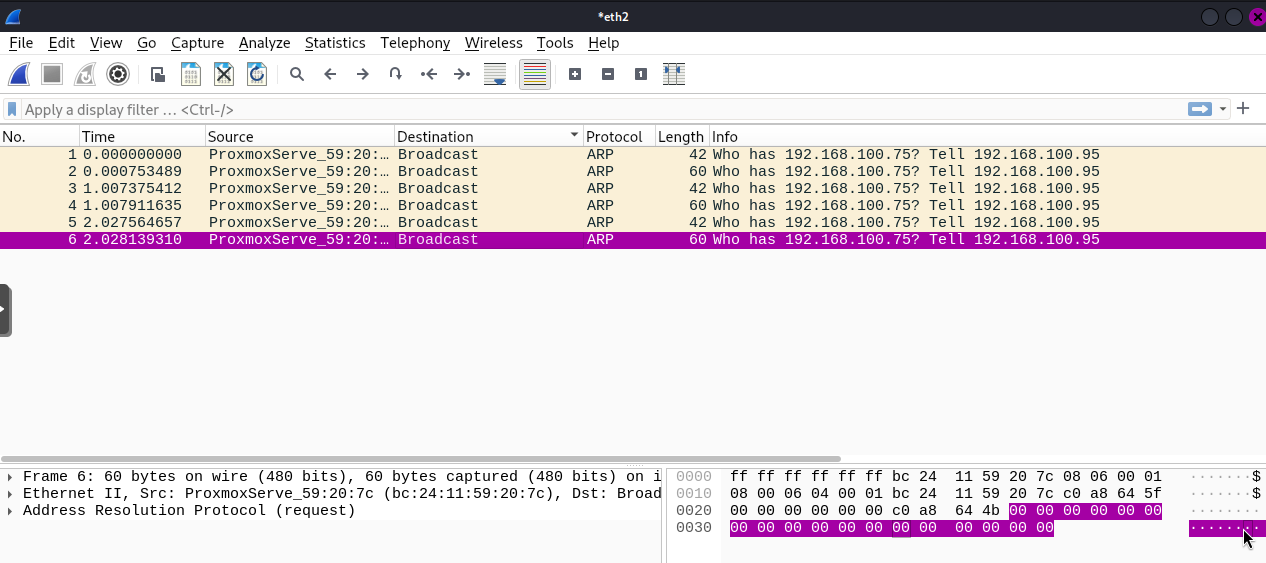 *eth2
File Edit View Go Capture Analyze Statistics Telephony Wireless Tools Help
Apply a display filter … <Ctrl-/>
No. Time Source Destination Protocol Length Info
1 0.000000000 ProxmoxServe_59:20:… Broadcast ARP 42 Who has 192.168.100.75? Tell 192.168.100.95
2 0.000753489 ProxmoxServe_59:20:… Broadcast ARP 60 Who has 192.168.100.75? Tell 192.168.100.95
3 1.007375412 ProxmoxServe_59:20:… Broadcast ARP 42 Who has 192.168.100.75? Tell 192.168.100.95
4 1.007911635 ProxmoxServe_59:20:… Broadcast ARP 60 Who has 192.168.100.75? Tell 192.168.100.95
5 2.027564657 ProxmoxServe_59:20:… Broadcast ARP 42 Who has 192.168.100.75? Tell 192.168.100.95
6 2.028139310 ProxmoxServe_59:20:… Broadcast ARP 60 Who has 192.168.100.75? Tell 192.168.100.95
Frame 6: 60 bytes on wire (480 bits), 60 bytes captured (480 bits) on i
Ethernet II, Src: ProxmoxServe_59:20:7c (bc:24:11:59:20:7c), Dst: Broad
Address Resolution Protocol (request)
0000 ff ff ff ff ff ff bc 24 11 59 20 7c 08 06 00 01 ·······$
0010 08 00 06 04 00 01 bc 24 11 59 20 7c c0 a8 64 5f ·······$
0020 00 00 00 00 00 00 c0 a8 64 4b 00 00 00 00 00 00 ········
0030 00 00 00 00 00 00 00 00 00 00 00 00 ········